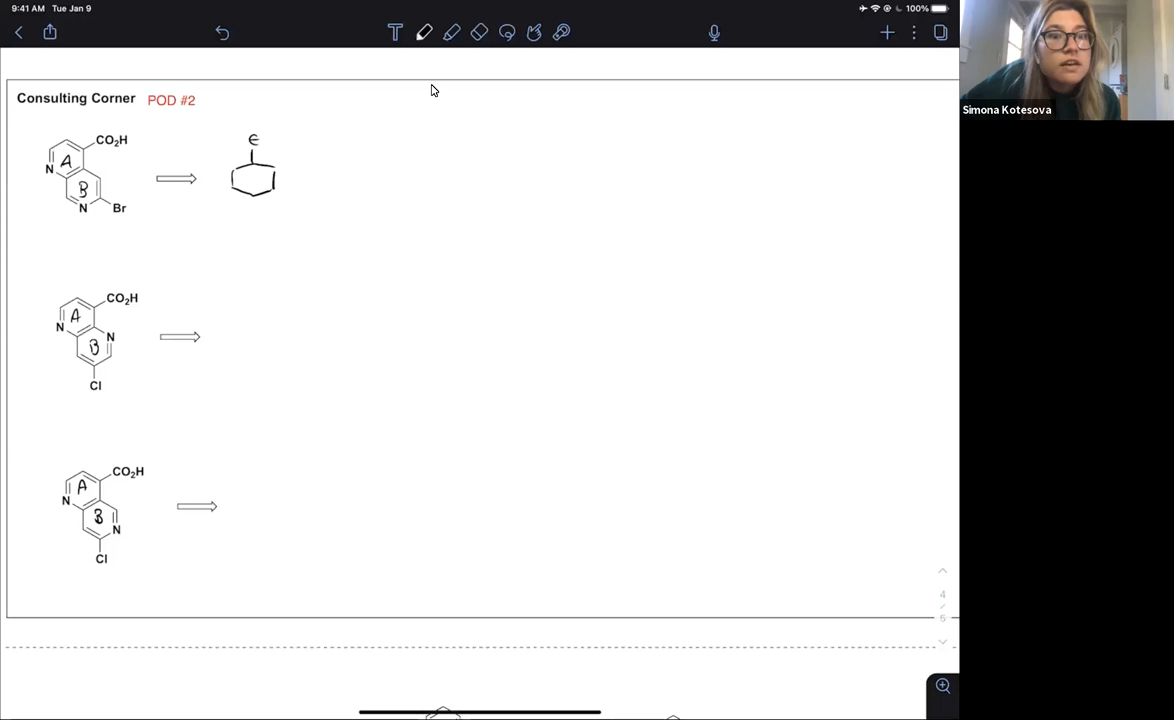 9:41 AM Tue Jan 9
100%
T
Simona Kotesova
Consulting Corner POD #2
CO2H
A
N
B
N
Br
E
CO2H
A
N
N
B
Cl
CO2H
A
N
B
N
Cl
4
5